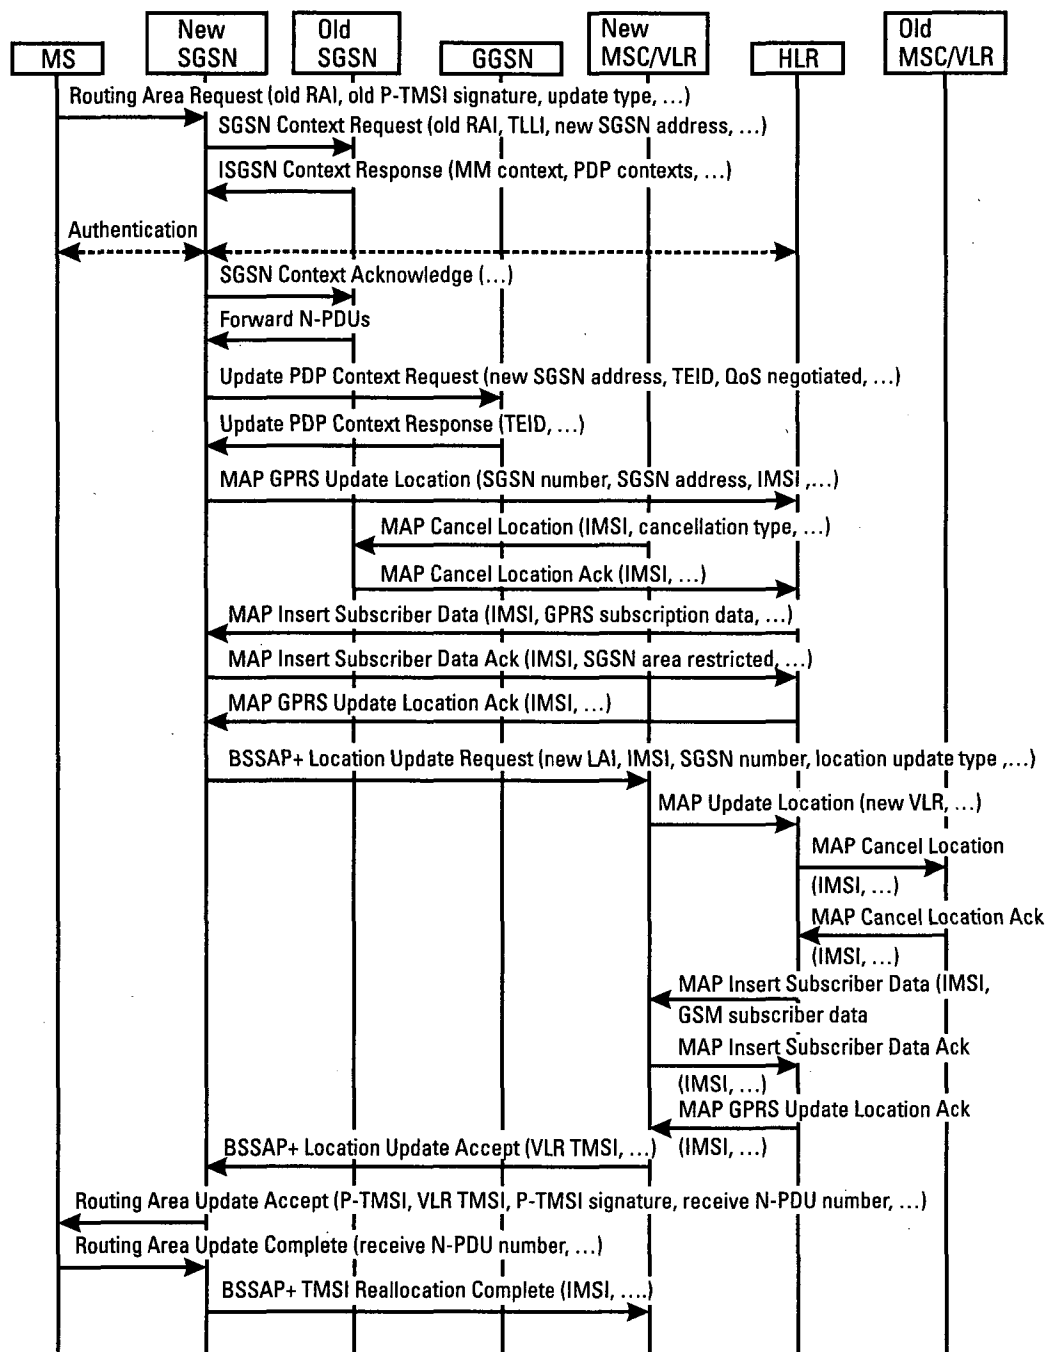 New Old New Old
MS SGSN SGSN GGSN MSC/VLR HLR MSC/VLR
Routing Area Request (old RAI, old P-TMSI signature, update type, ...)
SGSN Context Request (old RAI, TLLI, new SGSN address, ...)
ISGSN Context Response (MM context, PDP contexts, ...)
Authentication
SGSN Context Acknowledge (...)
Forward N-PDUs
Update PDP Context Request (new SGSN address, TEID, QoS negotiated, ...)
Update PDP Context Response (TEID, ...)
MAP GPRS Update Location (SGSN number, SGSN address, IMSI ,...)
MAP Cancel Location (IMSI, cancellation type, ...)
MAP Cancel Location Ack (IMSI, ...)
MAP Insert Subscriber Data (IMSI, GPRS subscription data, ...)
MAP Insert Subscriber Data Ack (IMSI, SGSN area restricted, ...)
MAP GPRS Update Location Ack (IMSI, ...)
BSSAP+ Location Update Request (new LAI, IMSI, SGSN number, location update type ,...)
MAP Update Location (new VLR, ...)
MAP Cancel Location
(IMSI, ...)
MAP Cancel Location Ack
(IMSI, ...)
MAP Insert Subscriber Data (IMSI,
GSM subscriber data
MAP Insert Subscriber Data Ack
(IMSI, ...)
MAP GPRS Update Location Ack
BSSAP+ Location Update Accept (VLR TMSI, ...) (IMSI, ...)
Routing Area Update Accept (P-TMSI, VLR TMSI, P-TMSI signature, receive N-PDU number, ...)
Routing Area Update Complete (receive N-PDU number, ...)
BSSAP+ TMSI Reallocation Complete (IMSI, ....)